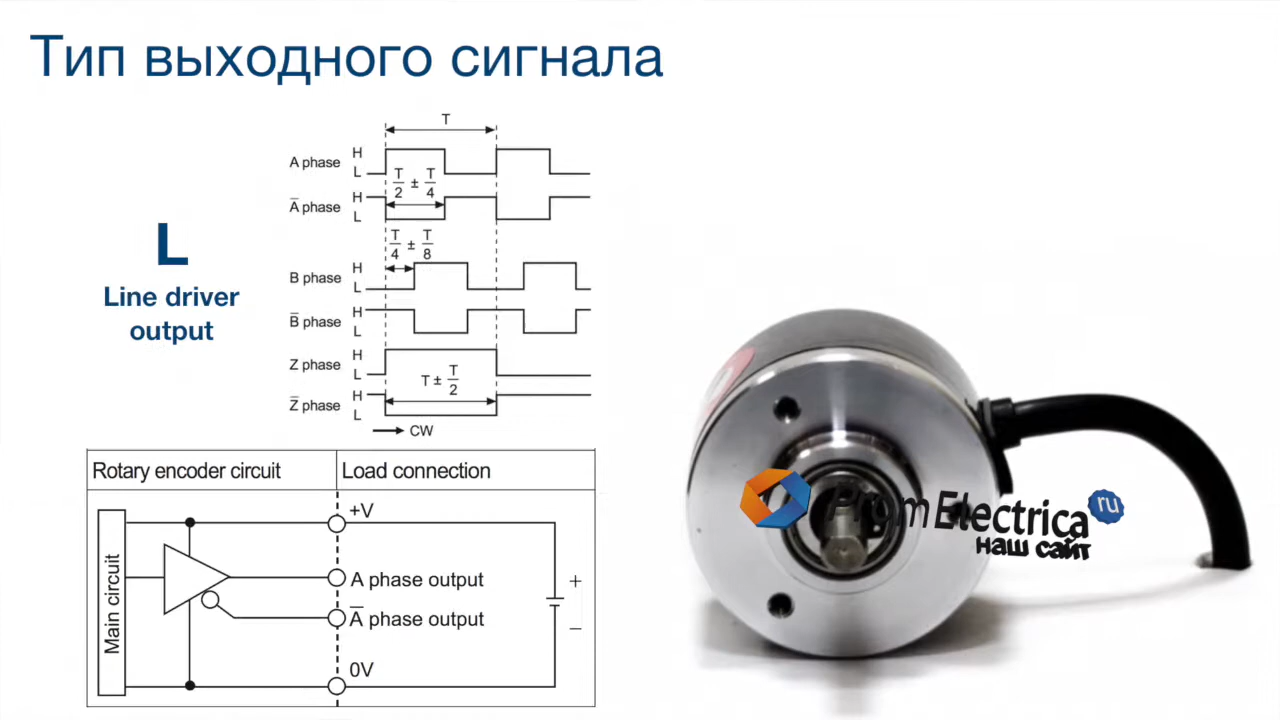 Тип выходного сигнала
L
Line driver
output
T
A phase H
L
T/2 ± T/4
A̅ phase H
L
T/4 ± T/8
B phase H
L
B̅ phase H
L
Z phase H
L
T ± T/2
Z̅ phase H
L
CW
Rotary encoder circuit Load connection
Main circuit
+V
A phase output
A̅ phase output
0V
+
−
PromElectrica ru
наш сайт